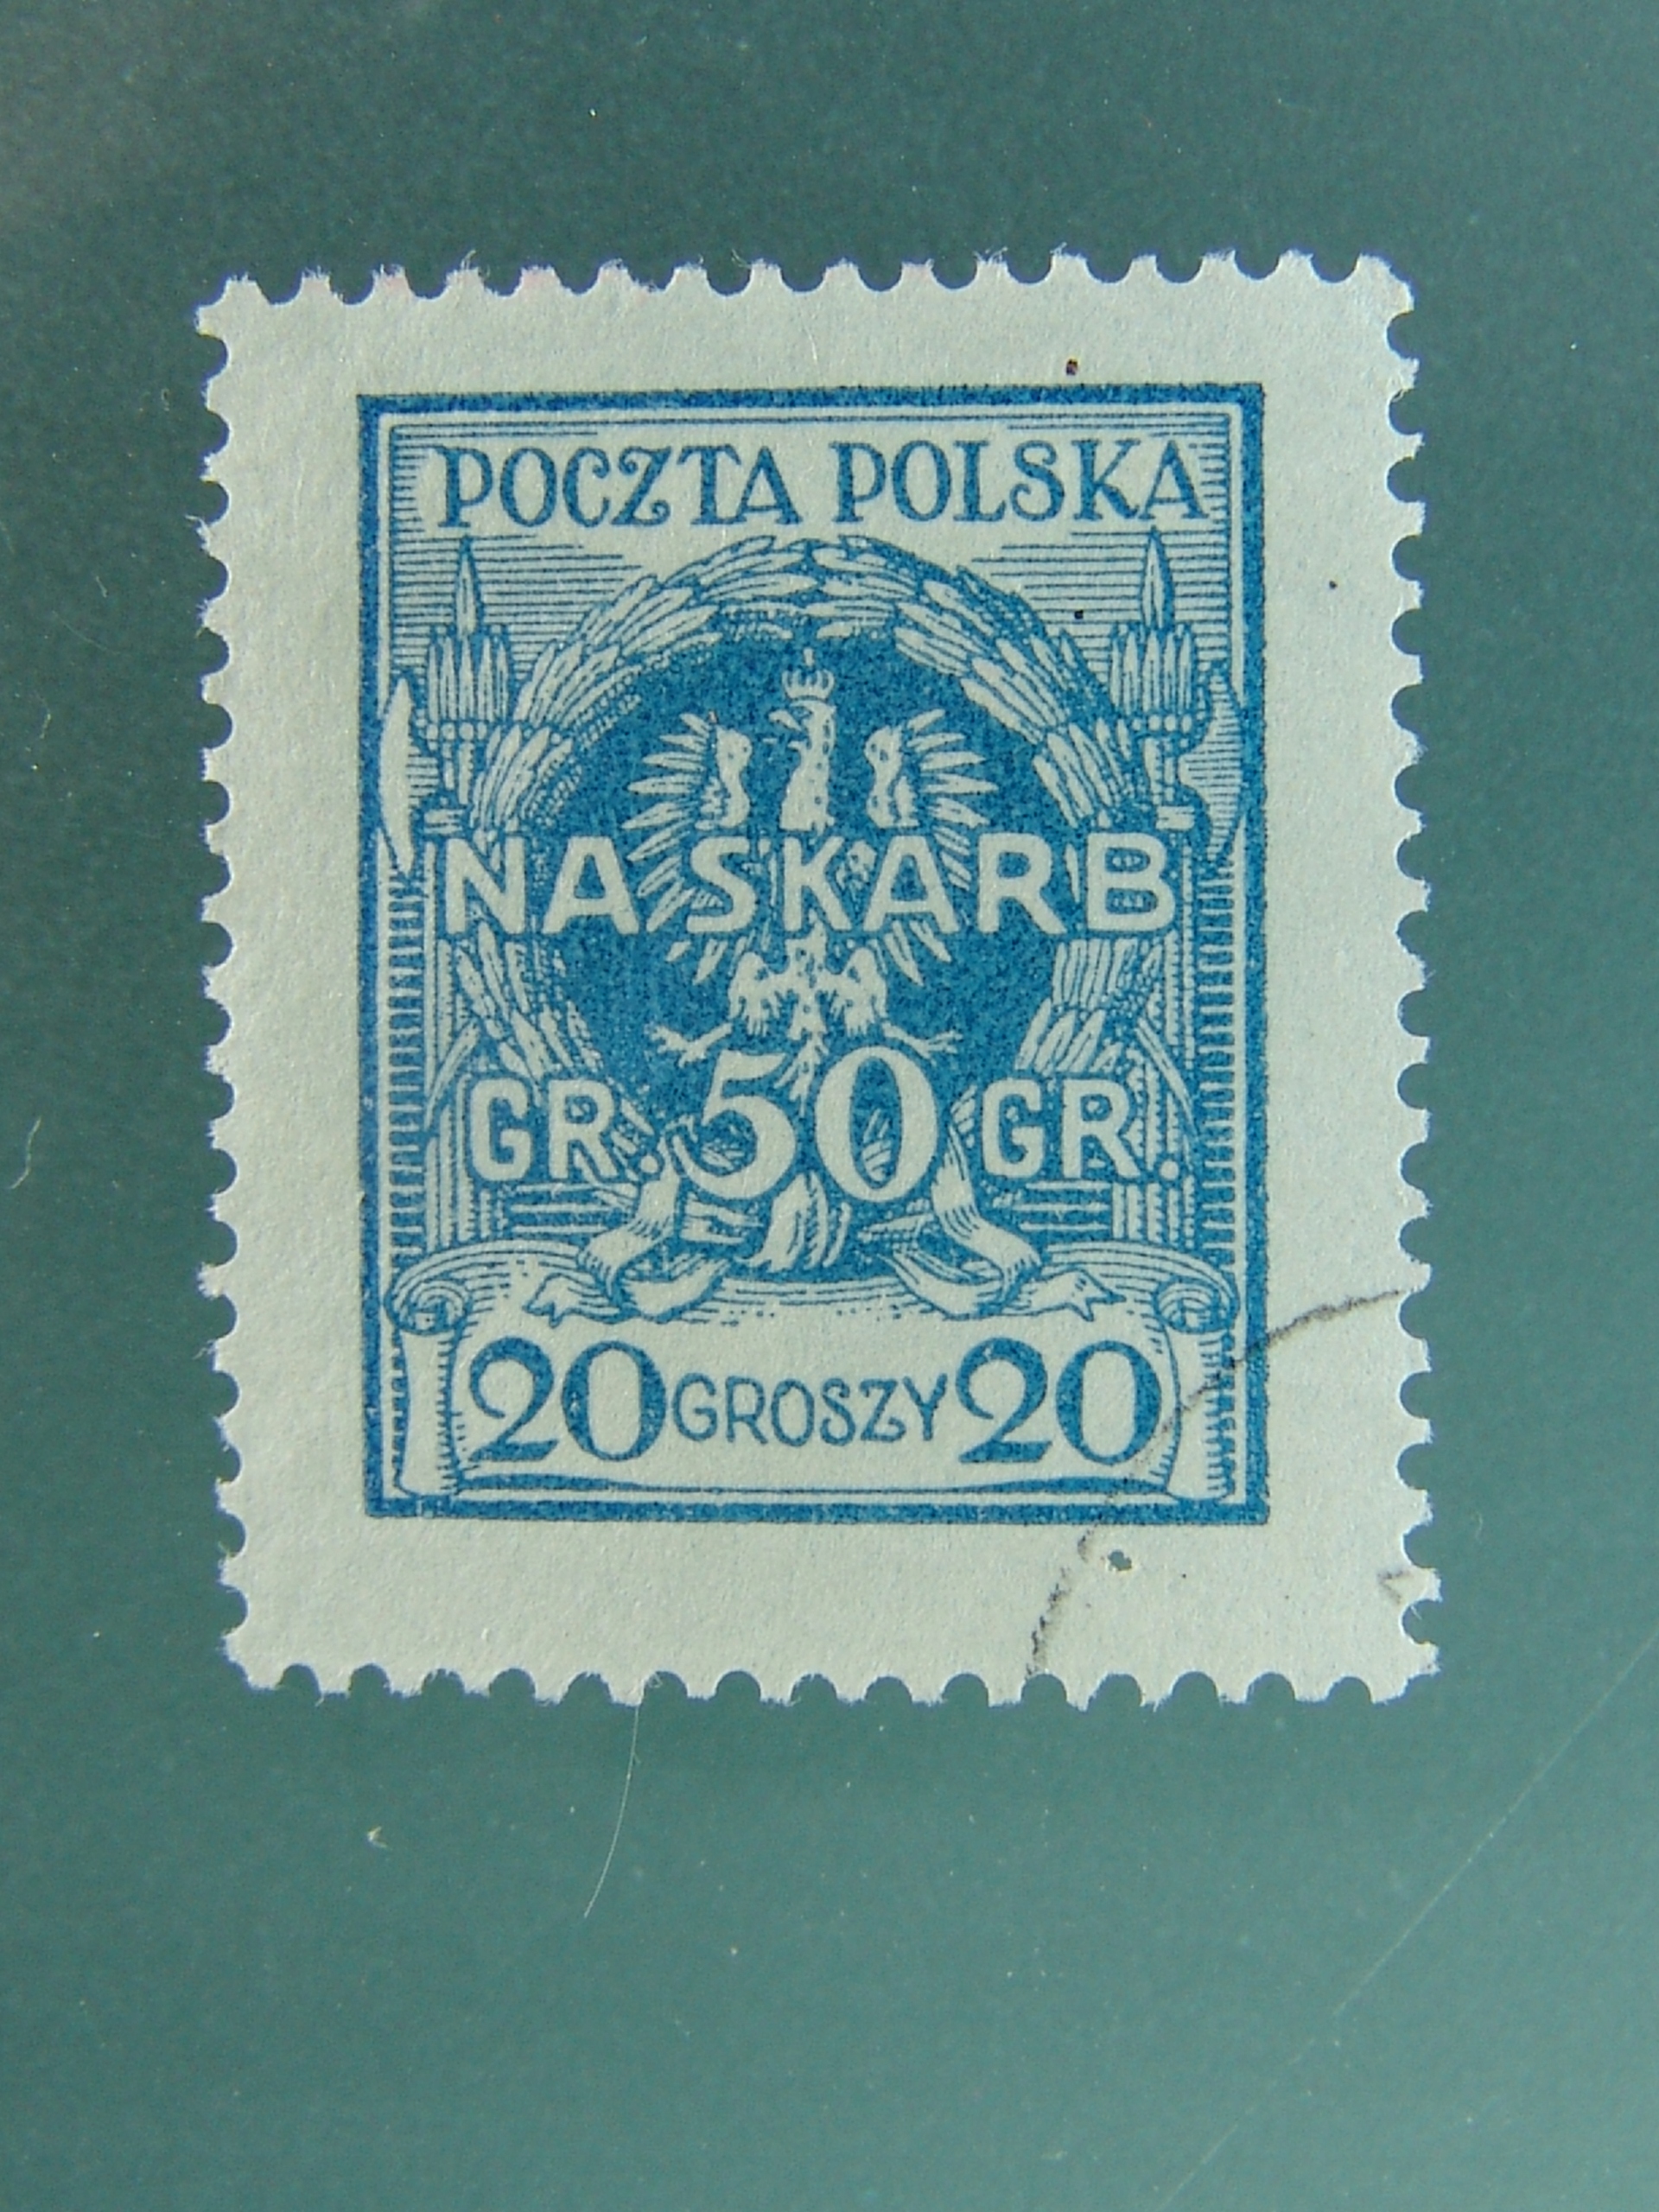 POCZTA POLSKA
NA SKARB
GR. 50 GR.
20 GROSZY 20